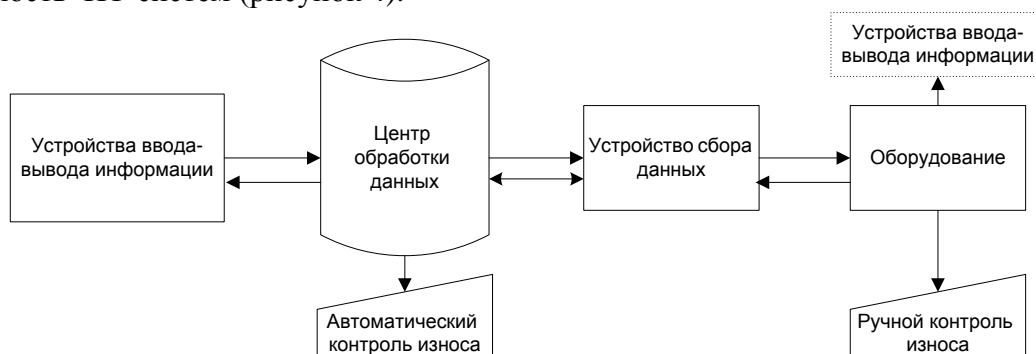 Устройства ввода-
вывода информации
Устройства ввода-
вывода информации
Центр
обработки
данных
Устройство сбора
данных
Оборудование
Автоматический
контроль износа
Ручной контроль
износа